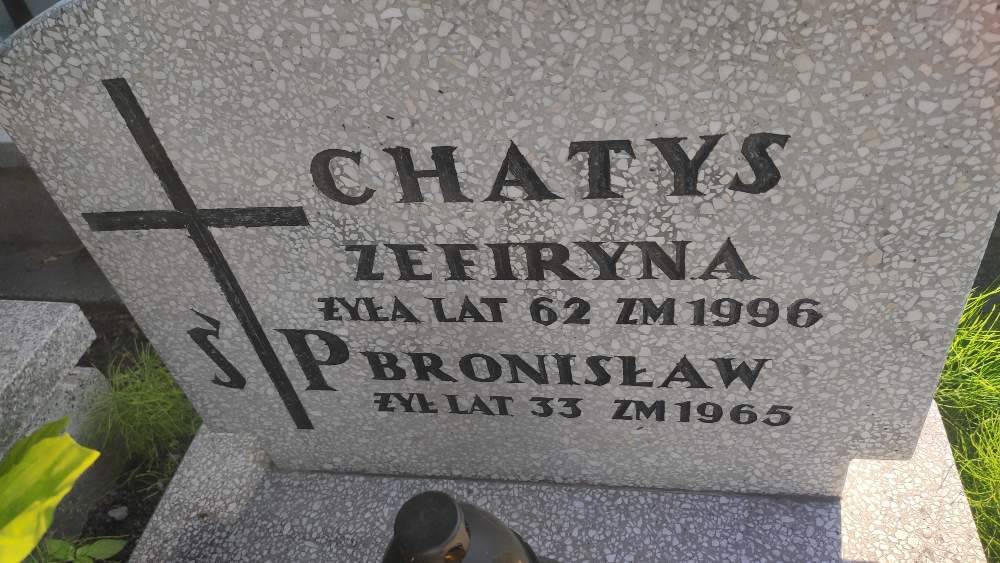 CHATYS
ZEFIRYNA
ŻYŁA LAT 62 ZM 1996
ŚP BRONISŁAW
ŻYŁ LAT 33 ZM 1965